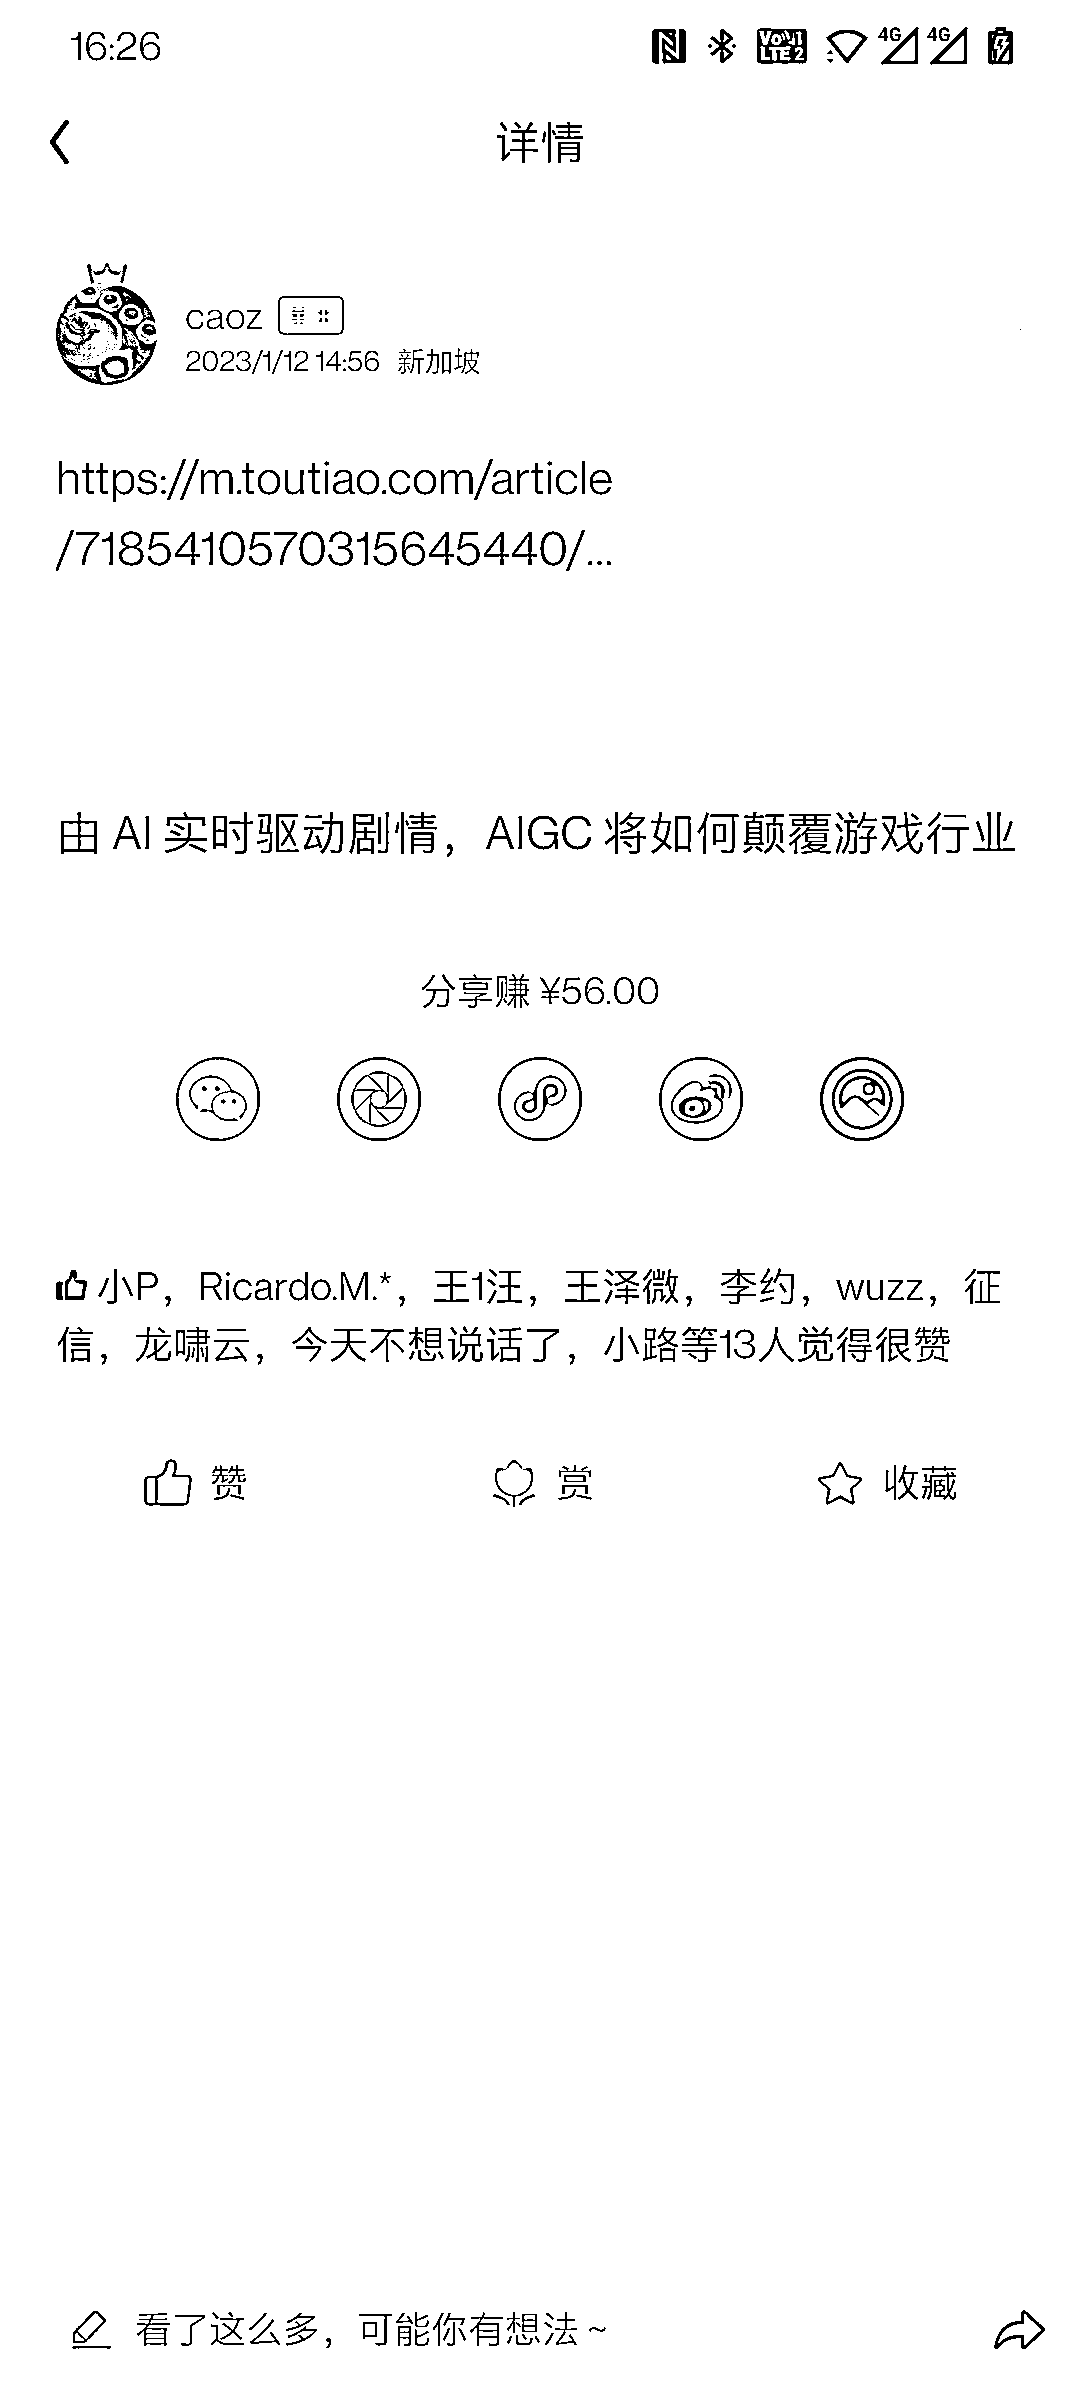 16:26
4G 4G
详情
caoz
2023/1/12 14:56 新加坡
https://m.toutiao.com/article
/7185410570315645440/...
由 AI 实时驱动剧情，AIGC 将如何颠覆游戏行业
分享赚 ¥56.00
小P，Ricardo.M.*，王1汪，王泽微，李约，wuzz，征
信，龙啸云，今天不想说话了，小路等13人觉得很赞
赞 赏 收藏
看了这么多，可能你有想法 ~